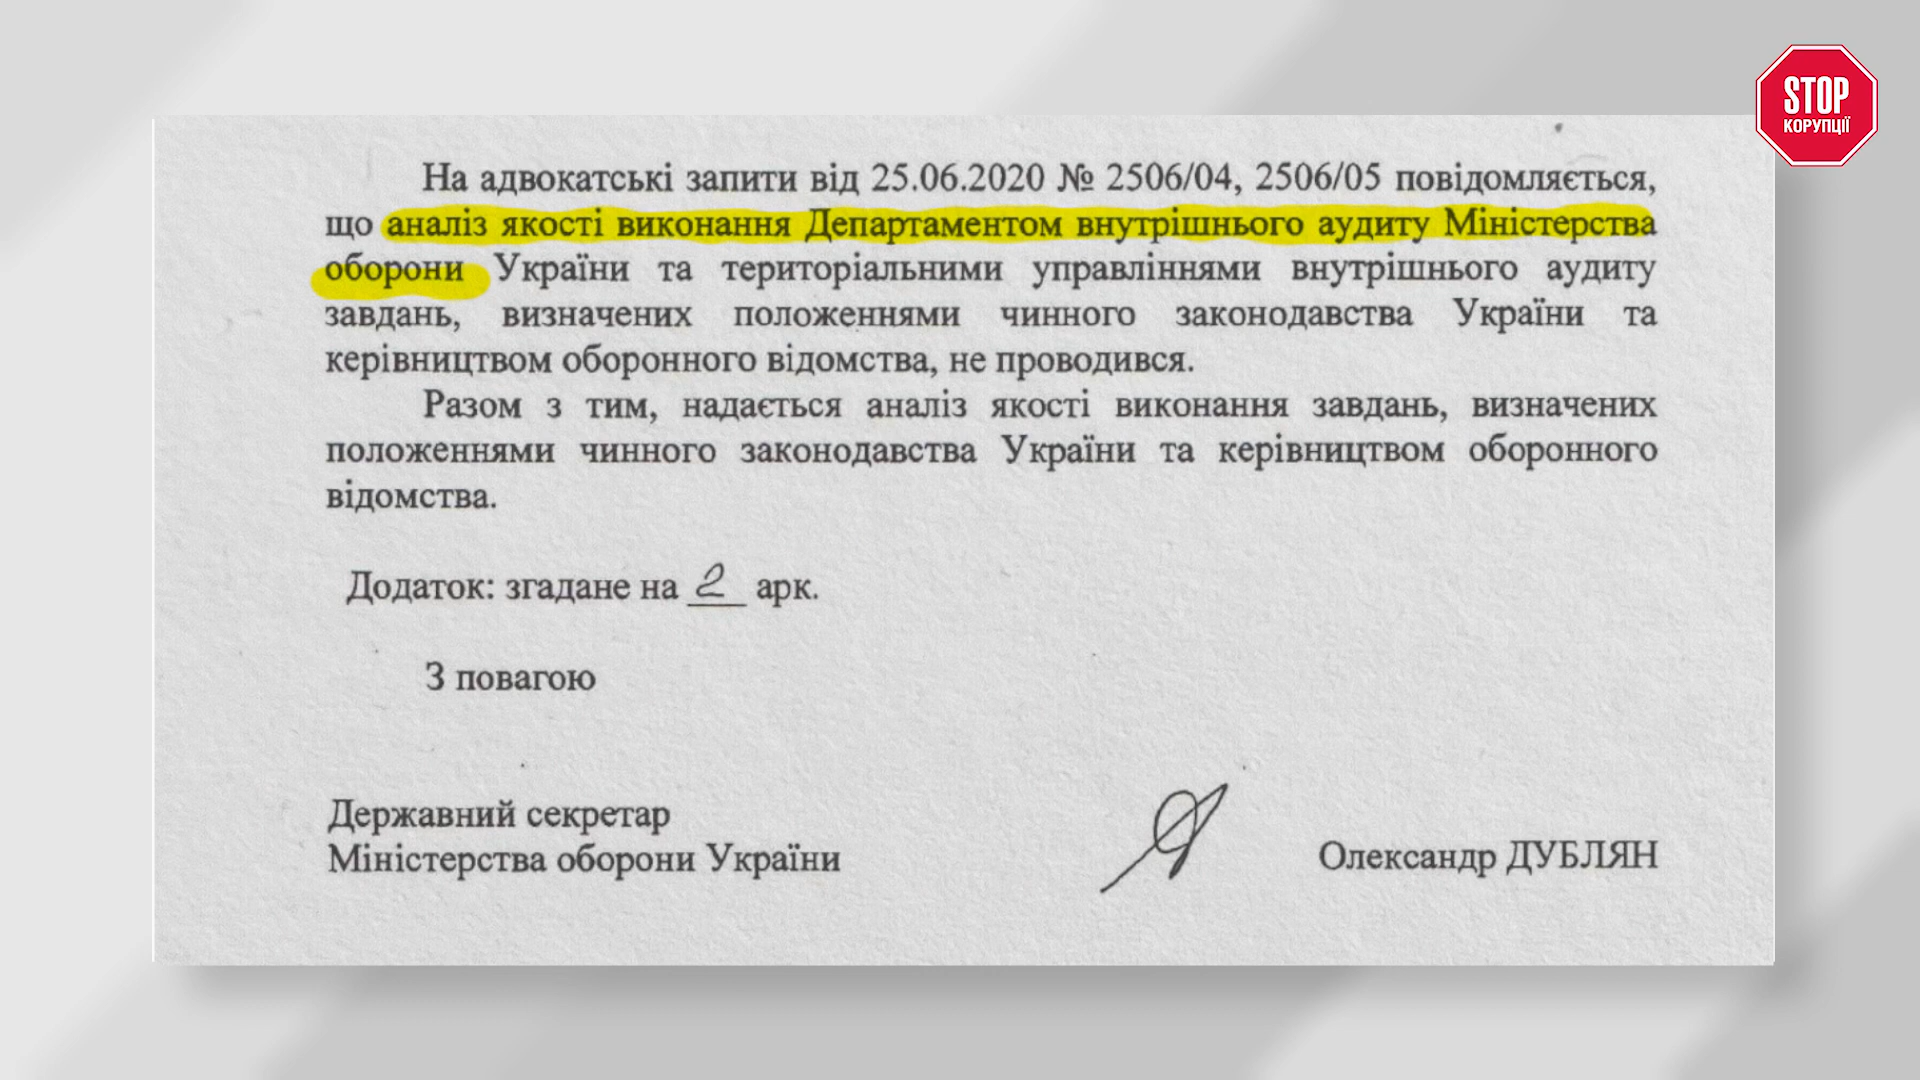 STOP
КОРУПЦІЇ
На адвокатські запити від 25.06.2020 № 2506/04, 2506/05 повідомляється,
що аналіз якості виконання Департаментом внутрішнього аудиту Міністерства
оборони України та територіальними управліннями внутрішнього аудиту
завдань, визначених положеннями чинного законодавства України та
керівництвом оборонного відомства, не проводився.
Разом з тим, надається аналіз якості виконання завдань, визначених
положеннями чинного законодавства України та керівництвом оборонного
відомства.
Додаток: згадане на 2 арк.
З повагою
Державний секретар
Міністерства оборони України
Олександр ДУБЛЯН